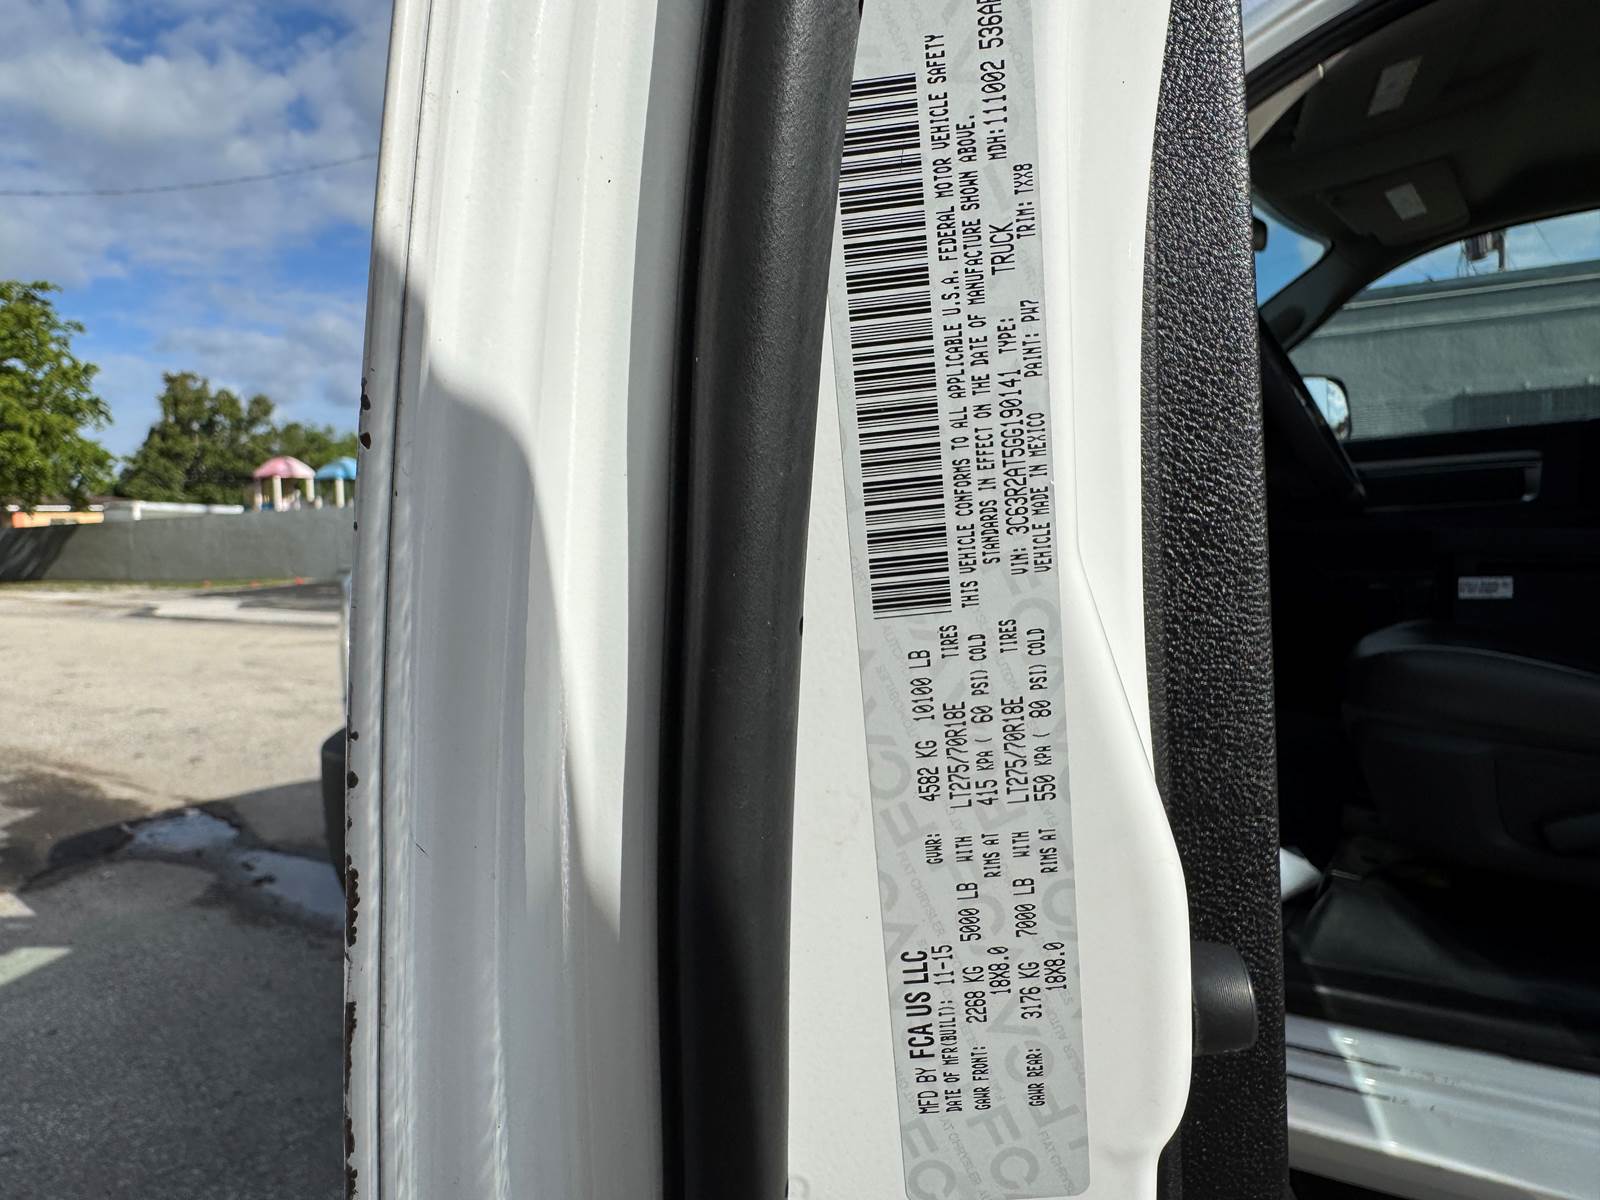 MFD BY FCA US LLC
DATE OF MFR(BUILT): 11-15 GVWR: 4582 KG 10100 LB
GAWR FRONT: 2268 KG 5000 LB WITH LT275/70R18E TIRES
18X8.0 RIMS AT 415 KPA ( 60 PSI) COLD
GAWR REAR: 3176 KG 7000 LB WITH LT275/70R18E TIRES
18X8.0 RIMS AT 550 KPA ( 80 PSI) COLD
THIS VEHICLE CONFORMS TO ALL APPLICABLE U.S.A. FEDERAL MOTOR VEHICLE SAFETY
STANDARDS IN EFFECT ON THE DATE OF MANUFACTURE SHOWN ABOVE.
VIN: 3C63R2AT5GG190141 TYPE: TRUCK MDH:111002 536A
VEHICLE MADE IN MEXICO PAINT: PW7 TRIM: TXX8